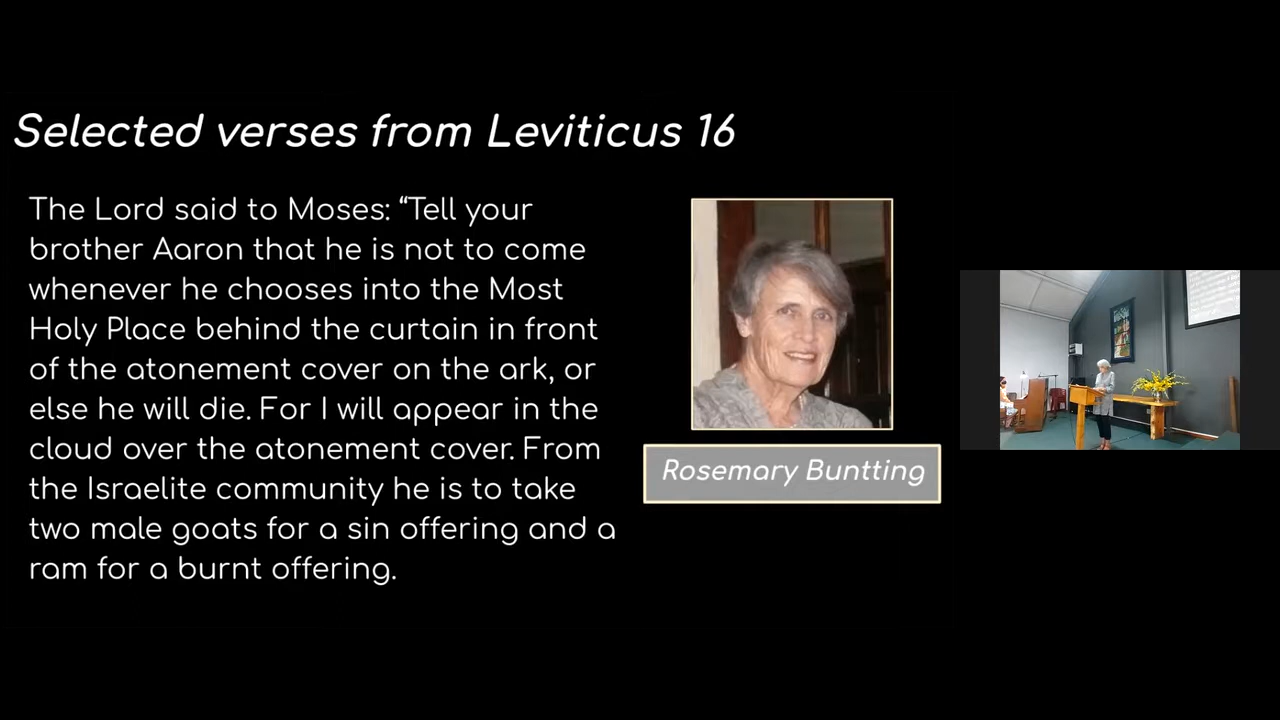 Selected verses from Leviticus 16
The Lord said to Moses: “Tell your
brother Aaron that he is not to come
whenever he chooses into the Most
Holy Place behind the curtain in front
of the atonement cover on the ark, or
else he will die. For I will appear in the
cloud over the atonement cover. From
the Israelite community he is to take
two male goats for a sin offering and a
ram for a burnt offering.
Rosemary Buntting